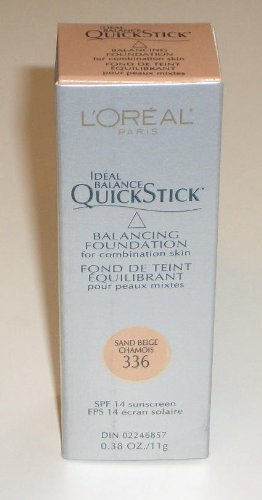 IDEAL
BALANCE
QUICKSTICK
BALANCING
FOUNDATION
for combination skin
FOND DE TEINT
ÉQUILIBRANT
pour peaux mixtes
L'ORÉAL
PARIS
IDÉAL
BALANCE
QUICKSTICK
BALANCING
FOUNDATION
for combination skin
FOND DE TEINT
ÉQUILIBRANT
pour peaux mixtes
SAND BEIGE
CHAMOIS
336
SPF 14 sunscreen
FPS 14 écran solaire
DIN 02246857
0.38 OZ./11g